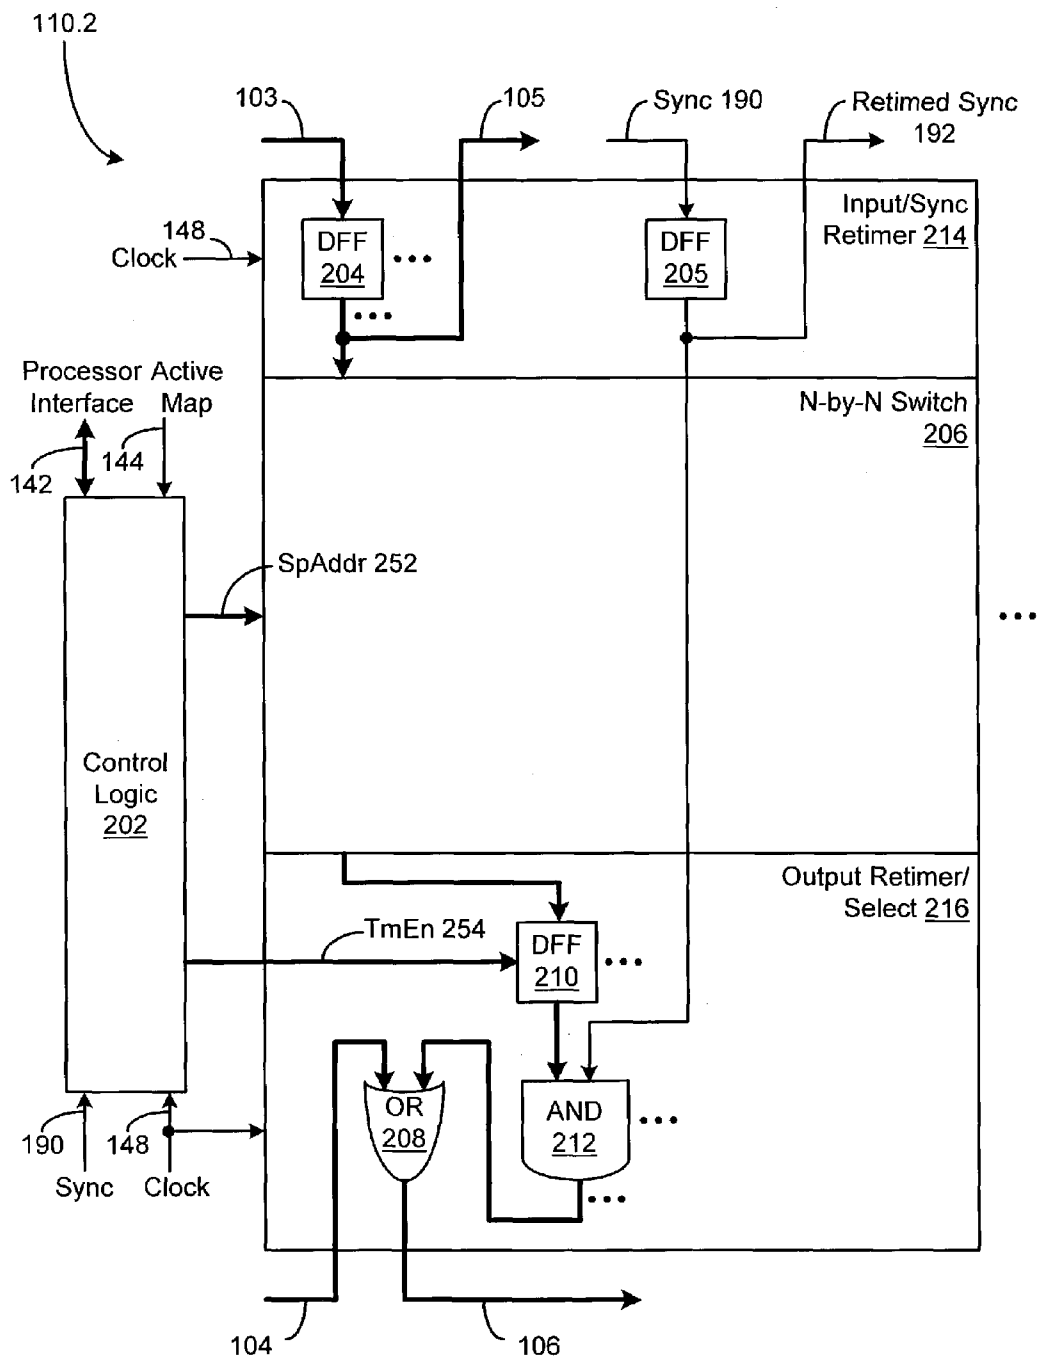 110.2
103
105
Sync 190
Retimed Sync
192
Input/Sync
Retimer 214
148
Clock
DFF
204
DFF
205
Processor
Interface
Active
Map
142
144
N-by-N Switch
206
SpAddr 252
Control
Logic
202
Output Retimer/
Select 216
TmEn 254
DFF
210
OR
208
AND
212
190
148
Sync
Clock
104
106